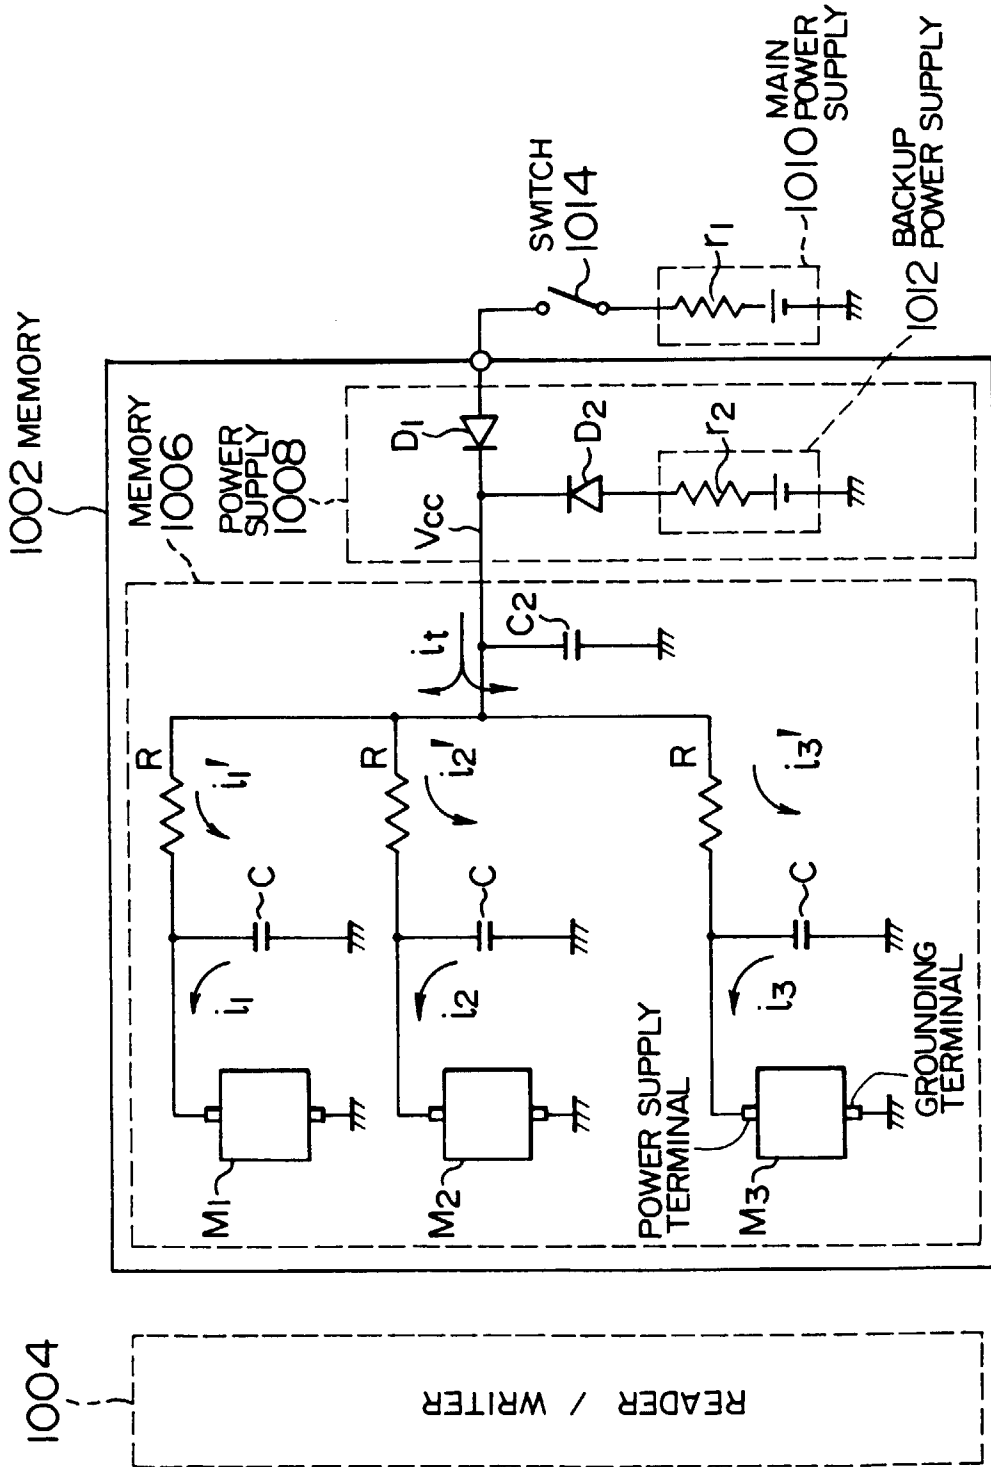 1002 MEMORY
MEMORY
1006
POWER
SUPPLY
1008
SWITCH
1014
1010
MAIN
POWER
SUPPLY
1012
BACKUP
POWER SUPPLY
r1
D1
D2
r2
Vcc
C2
it
R
i1'
R
i2'
R
i3'
C
C
C
i1
i2
i3
M1
M2
M3
POWER SUPPLY
TERMINAL
GROUNDING
TERMINAL
1004
READER / WRITER